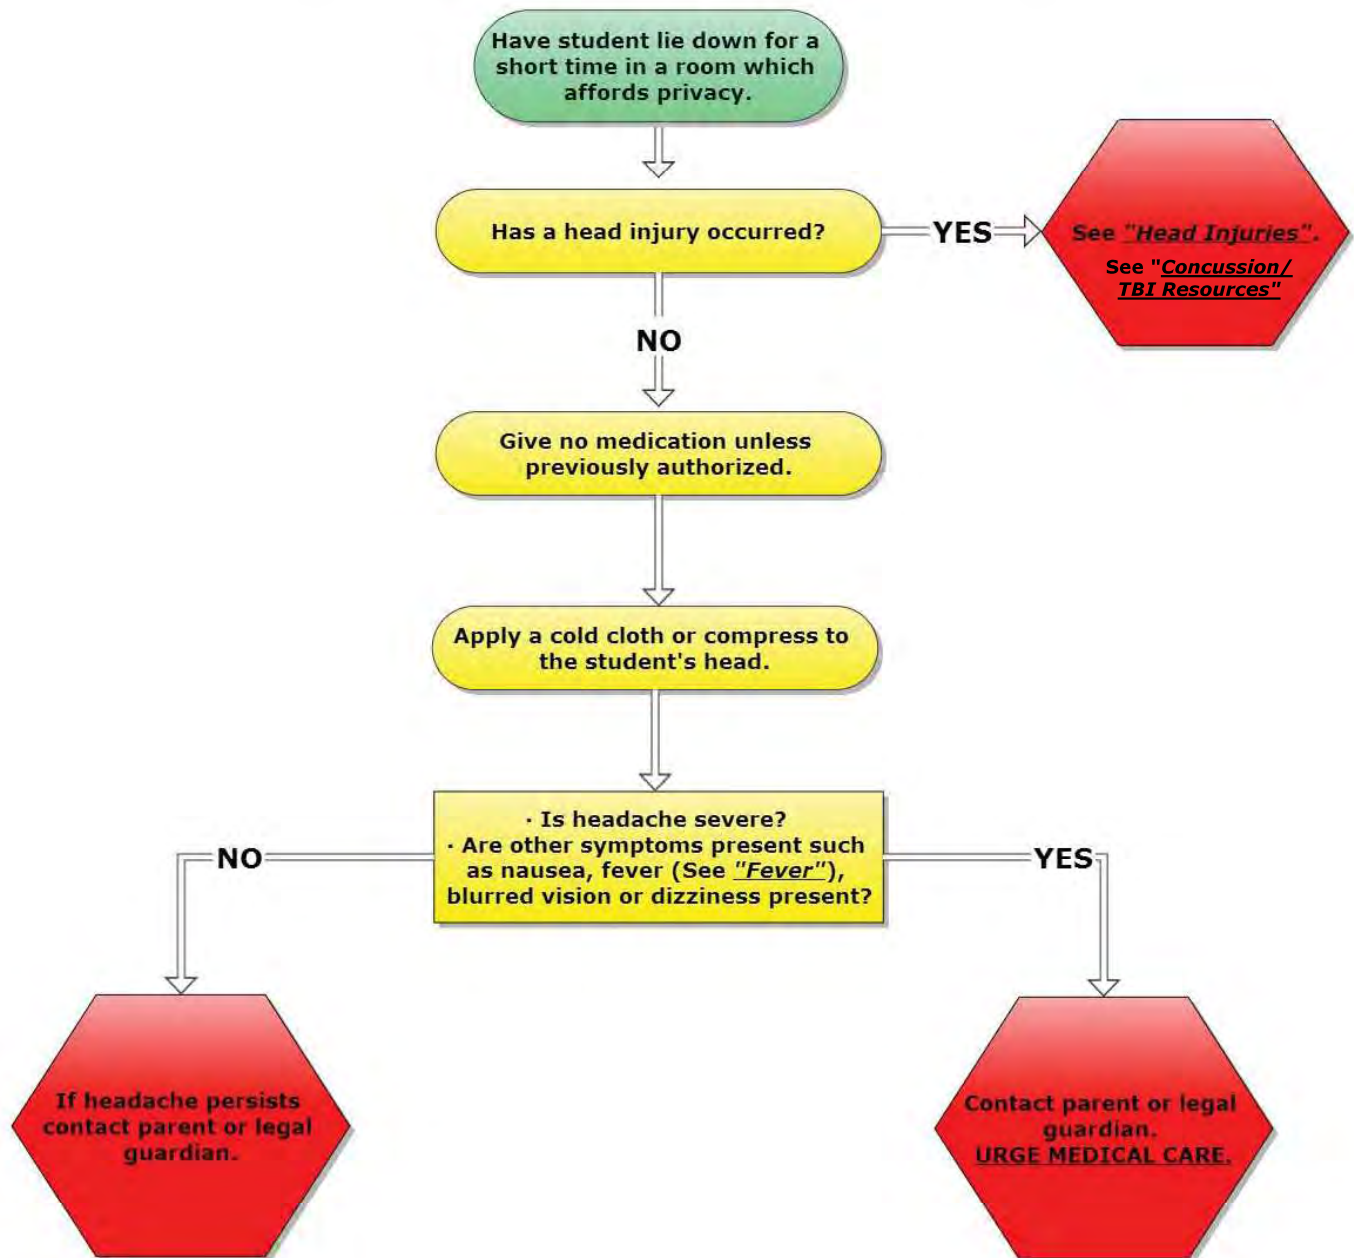 Have student lie down for a
short time in a room which
affords privacy.
Has a head injury occurred?
YES
See "Head Injuries".
See "Concussion/
TBI Resources"
NO
Give no medication unless
previously authorized.
Apply a cold cloth or compress to
the student's head.
· Is headache severe?
· Are other symptoms present such
as nausea, fever (See "Fever"),
blurred vision or dizziness present?
NO
YES
If headache persists
contact parent or legal
guardian.
Contact parent or legal
guardian.
URGE MEDICAL CARE.